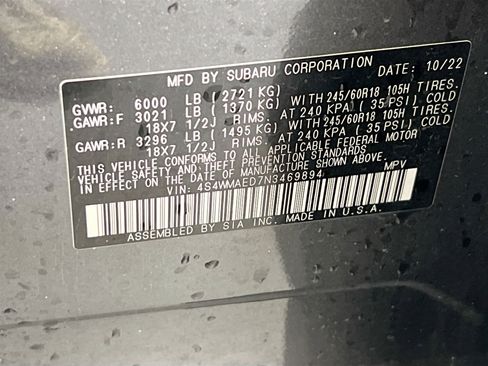 MFD BY SUBARU CORPORATION DATE: 10/22
GVWR: 6000 LB ( 2721 KG)
GAWR: F 3021 LB ( 1370 KG) WITH 245/60R18 105H TIRES.
18X7 1/2J RIMS. AT 240 KPA ( 35 PSI) COLD
GAWR: R 3296 LB ( 1495 KG) WITH 245/60R18 105H TIRES.
18X7 1/2J RIMS. AT 240 KPA ( 35 PSI) COLD
THIS VEHICLE CONFORMS TO ALL APPLICABLE FEDERAL MOTOR
VEHICLE SAFETY STANDARDS IN EFFECT
ON THE DATE OF MANUFACTURE SHOWN ABOVE.
VIN: 4S4WMAED7N3469894 MPV
ASSEMBLED BY SIA INC. MADE IN U.S.A.